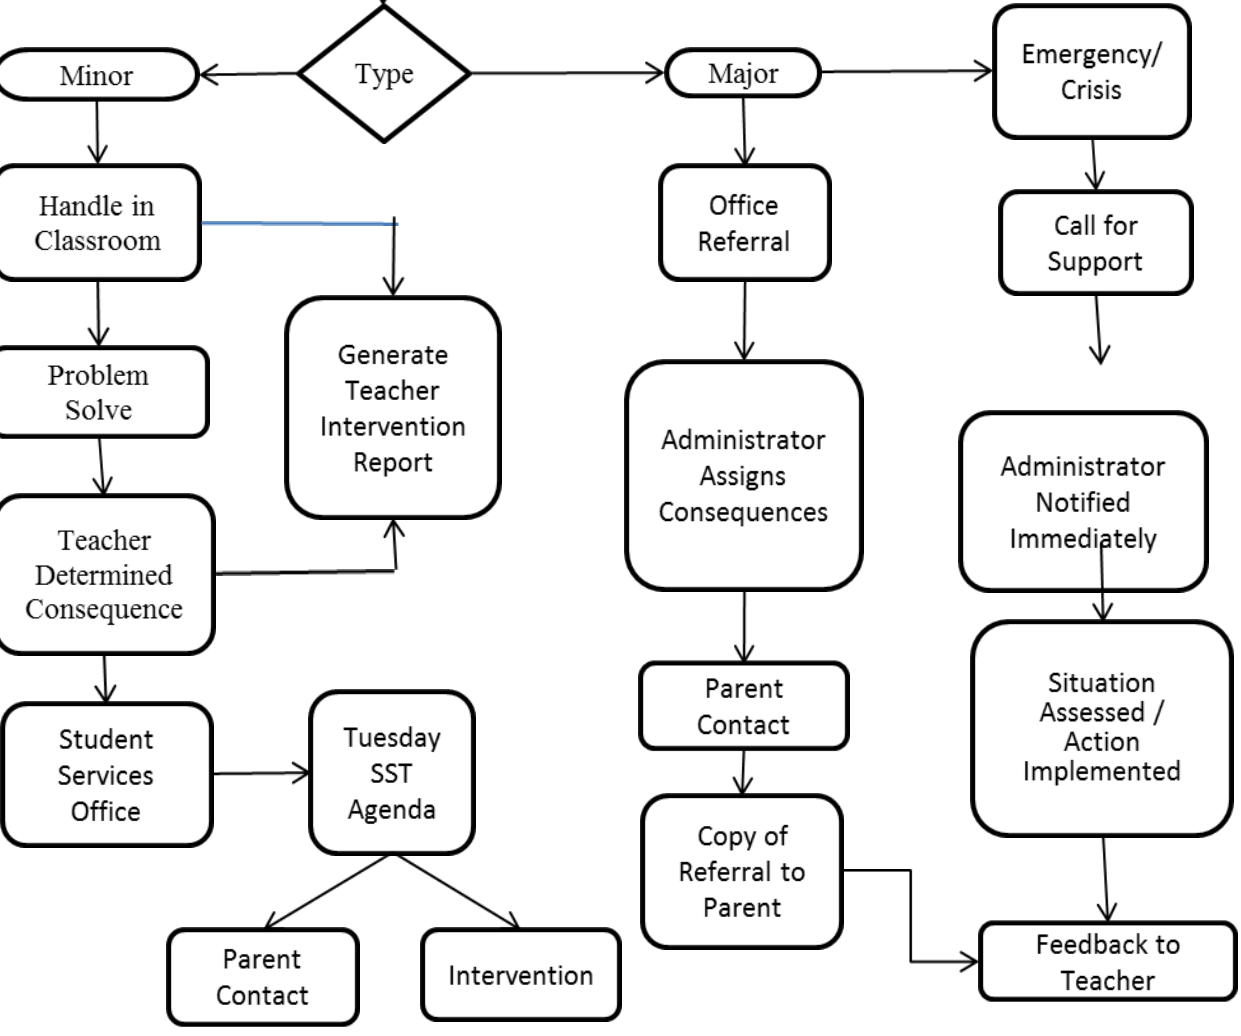 Minor
Type
Major
Emergency/
Crisis
Handle in
Classroom
Office
Referral
Call for
Support
Generate
Teacher
Intervention
Report
Problem
Solve
Administrator
Assigns
Consequences
Administrator
Notified
Immediately
Teacher
Determined
Consequence
Parent
Contact
Situation
Assessed /
Action
Implemented
Student
Services
Office
Tuesday
SST
Agenda
Copy of
Referral to
Parent
Parent
Contact
Intervention
Feedback to
Teacher